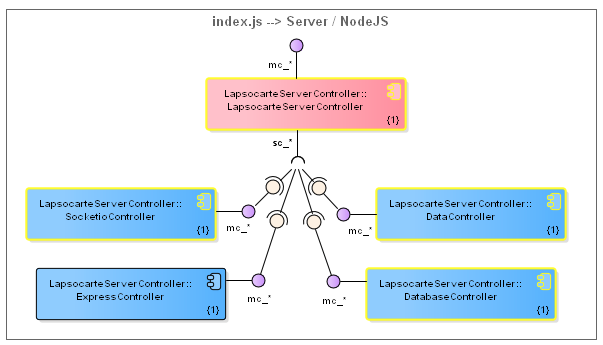 index.js --> Server / NodeJS
mc_*
LapsocarteServerController::
LapsocarteServerController
{1}
sc_*
LapsocarteServerController::
SocketioController
{1}
mc_*
LapsocarteServerController::
DataController
{1}
mc_*
LapsocarteServerController::
ExpressController
{1}
mc_*
LapsocarteServerController::
DatabaseController
{1}
mc_*